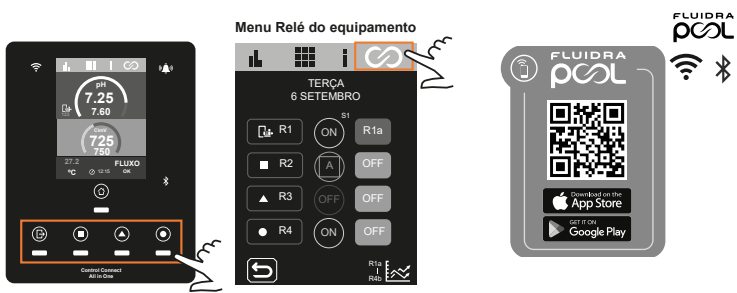 Menu Relé do equipamento
pH
7.25
7.60
725
750
27.2
°C
12:15
FLUXO
OK
Control Connect
All in One
TERÇA
6 SETEMBRO
S1
R1
ON
R1a
R2
A
OFF
R3
OFF
OFF
R4
ON
OFF
R1a
R4b
FLUIDRA
POOL
FLUIDRA
POOL
Download on the
App Store
GET IT ON
Google Play